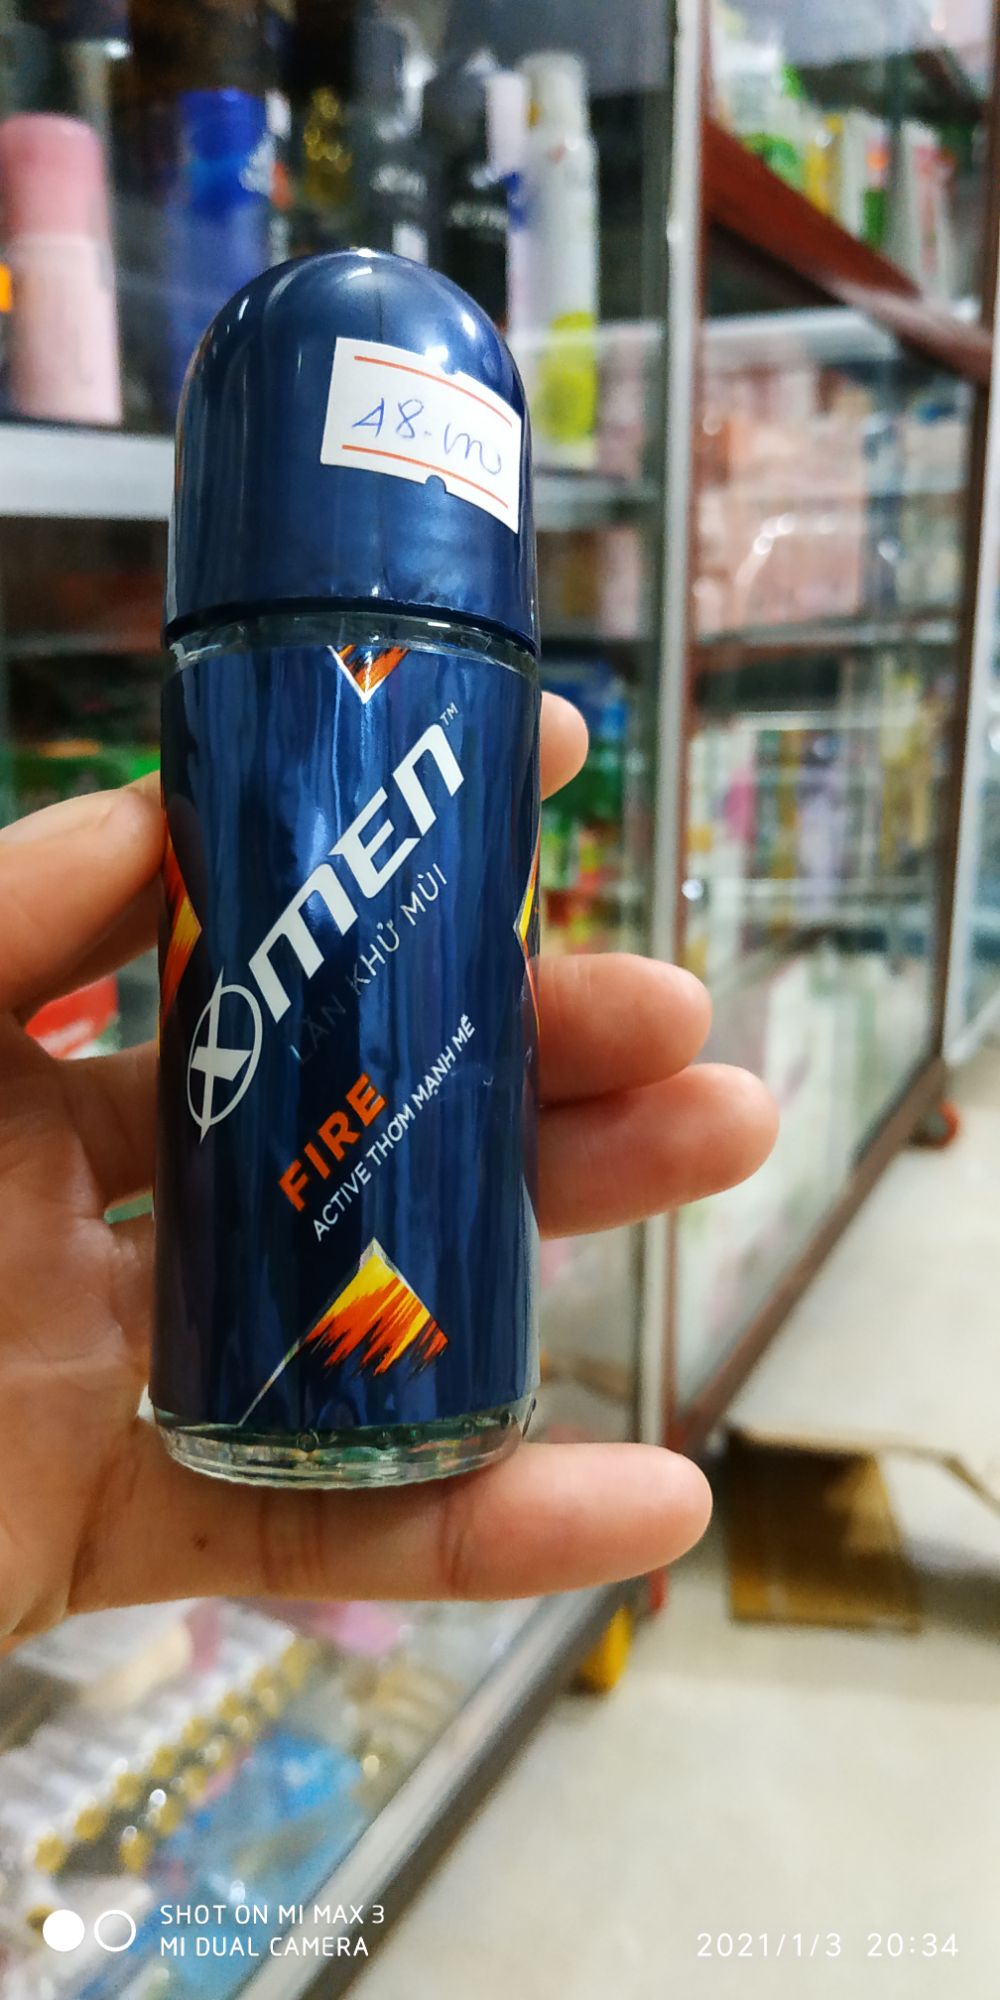 48.
XMEN™
LĂN KHỬ MÙI
FIRE
ACTIVE THƠM MẠNH MẼ
SHOT ON MI MAX 3
MI DUAL CAMERA
2021/1/3 20:34